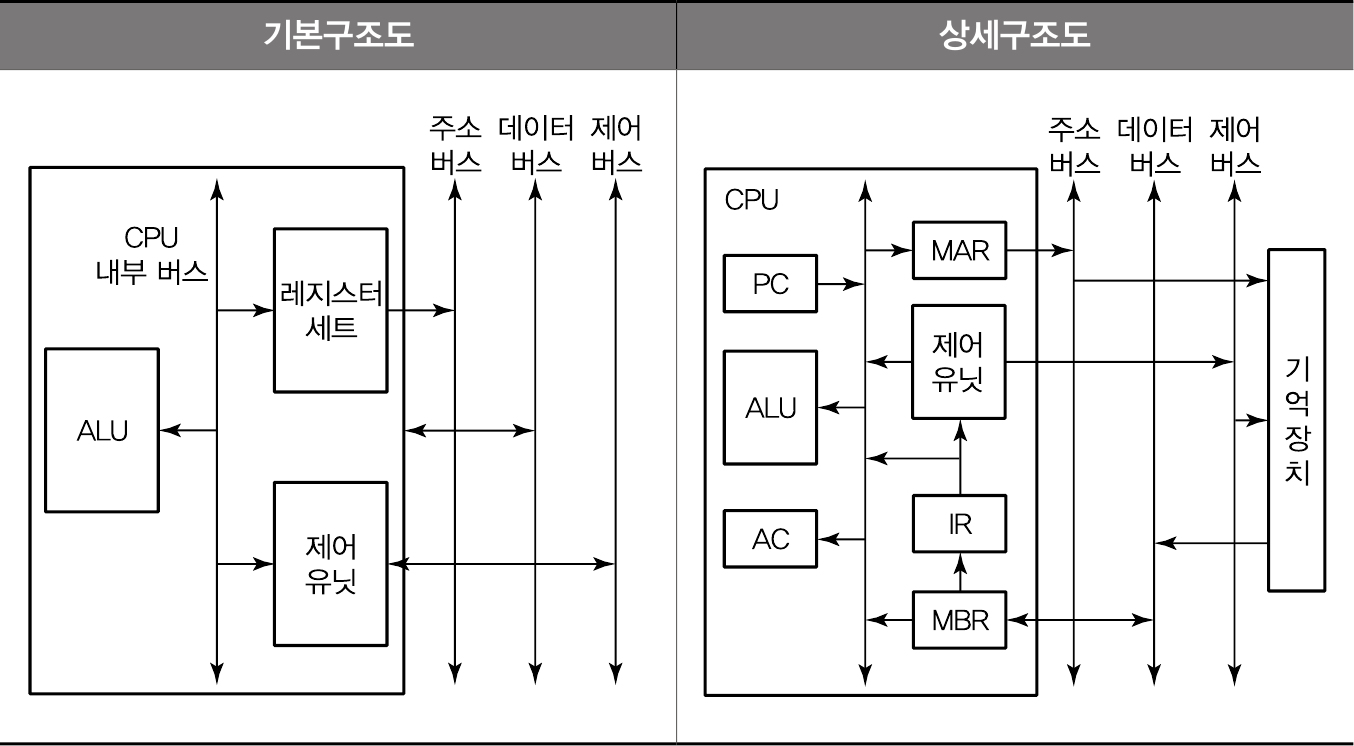 기본구조도
상세구조도
주소 데이터 제어
버스 버스 버스
CPU
내부 버스
레지스터
세트
ALU
제어
유닛
주소 데이터 제어
버스 버스 버스
CPU
MAR
PC
제어
유닛
ALU
기
억
장
치
IR
AC
MBR